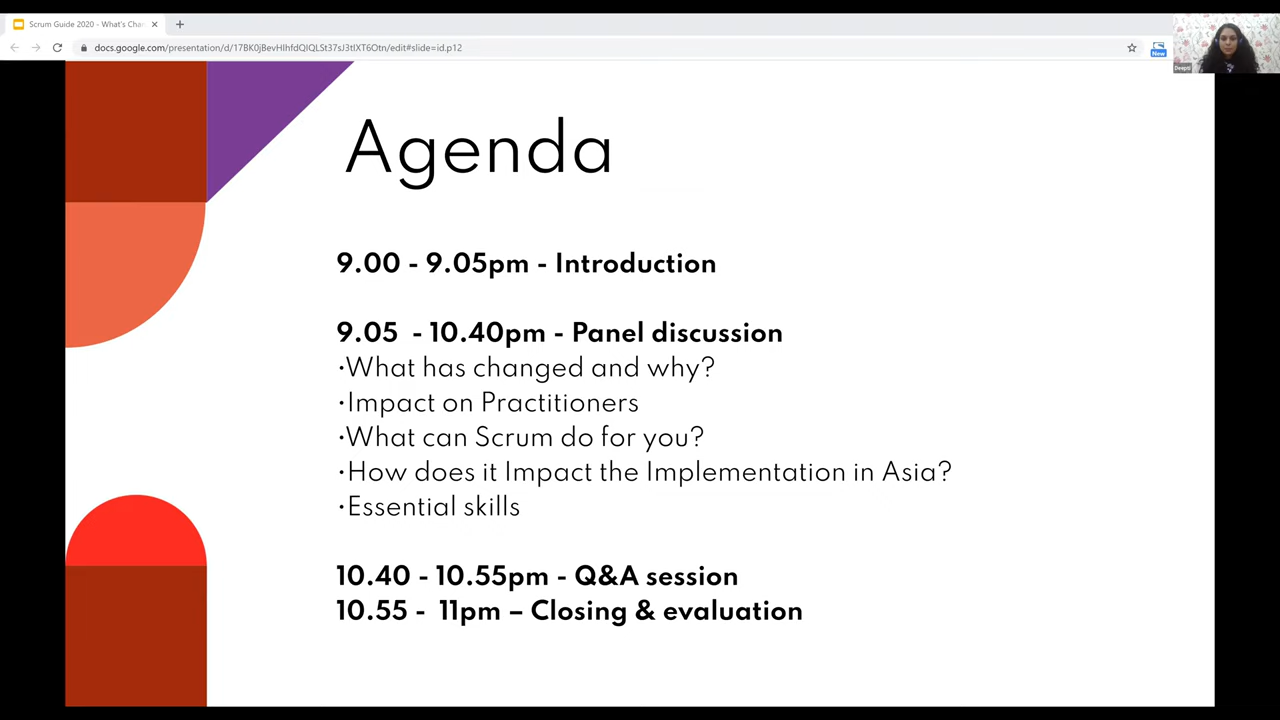 Scrum Guide 2020 - What's Cha
docs.google.com/presentation/d/17BK0jBevHlhfdQIQLSt37sJ3tlXT6Otn/edit#slide=id.p12
New
Deepti
Agenda
9.00 - 9.05pm - Introduction
9.05 - 10.40pm - Panel discussion
•What has changed and why?
•Impact on Practitioners
•What can Scrum do for you?
•How does it Impact the Implementation in Asia?
•Essential skills
10.40 - 10.55pm - Q&A session
10.55 - 11pm – Closing & evaluation